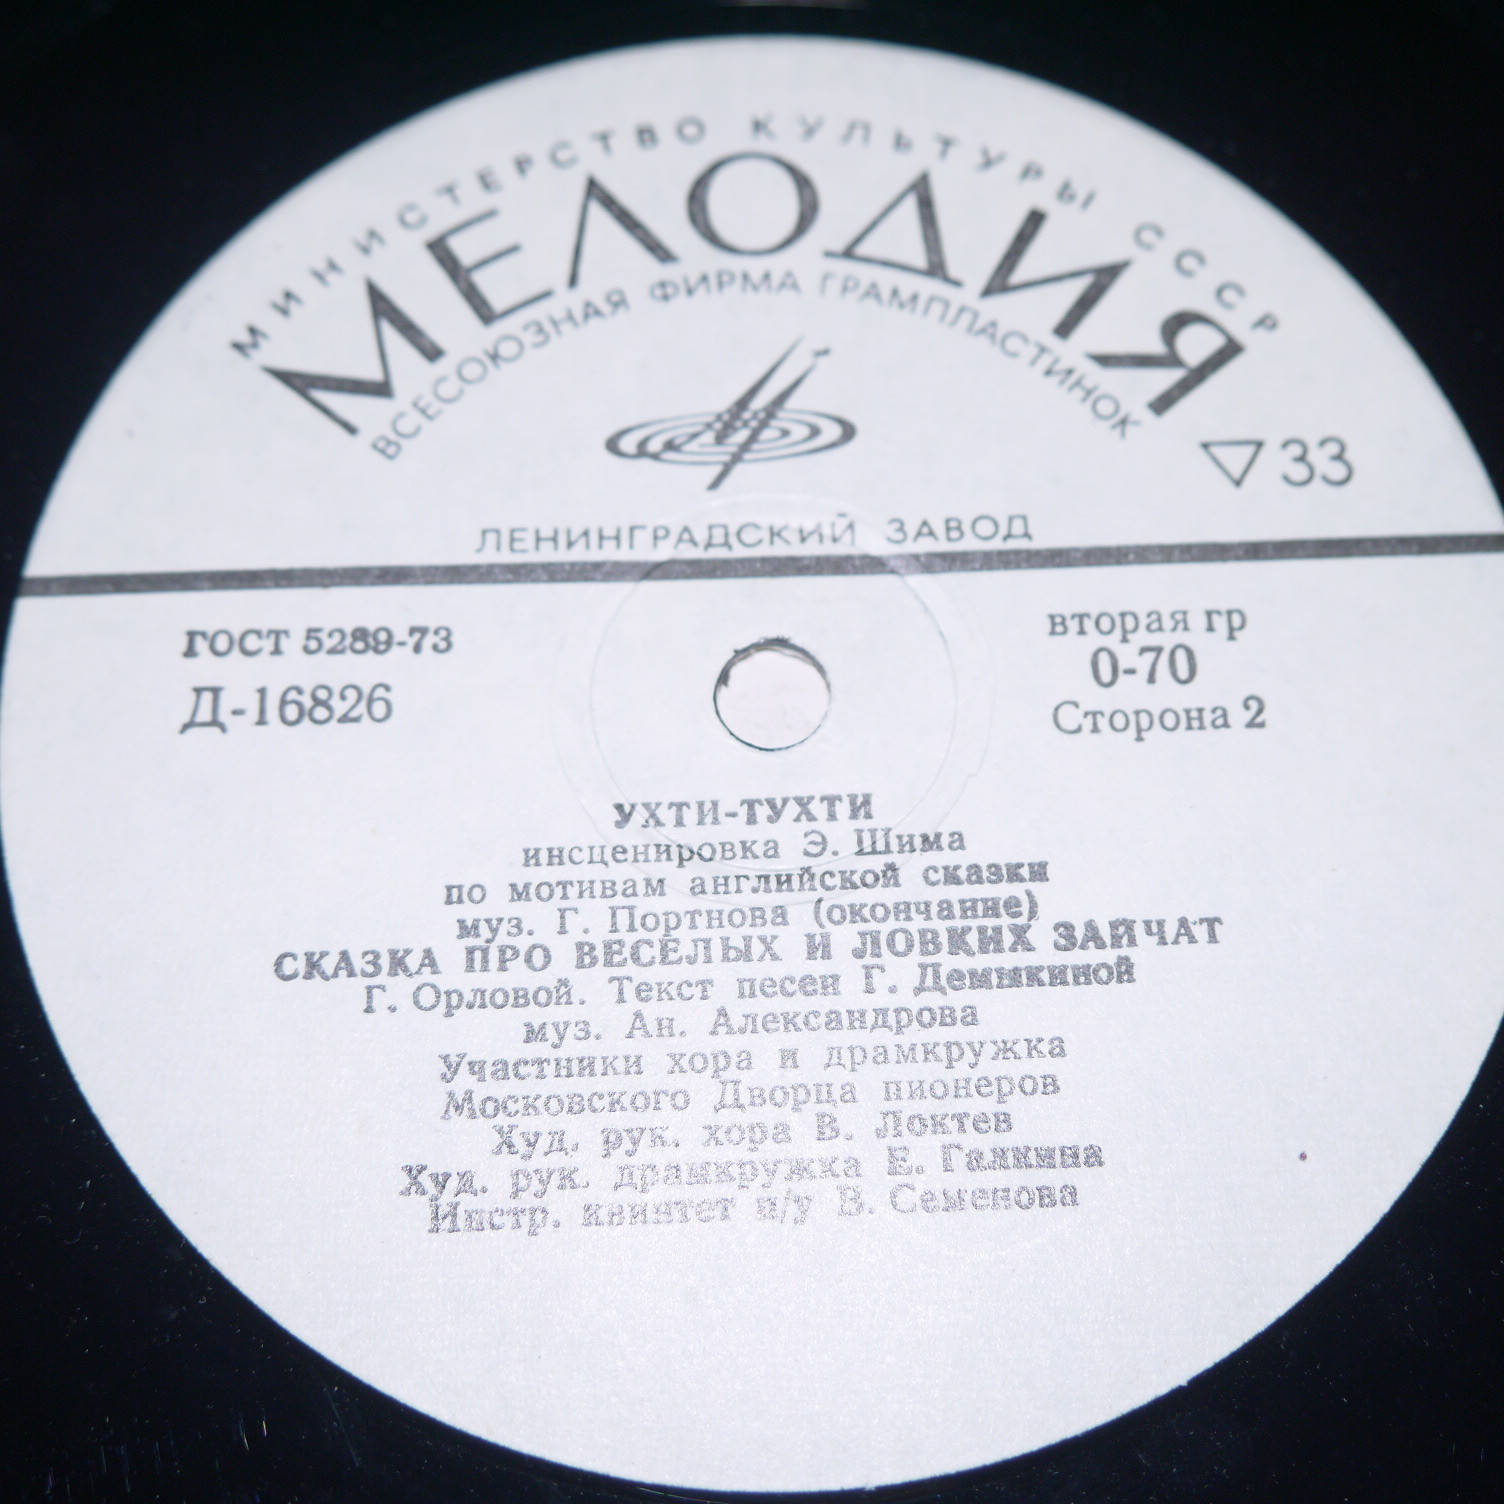 МИНИСТЕРСТВО КУЛЬТУРЫ СССР
МЕЛОДИЯ
ВСЕСОЮЗНАЯ ФИРМА ГРАМПЛАСТИНОК
▽ 33
ЛЕНИНГРАДСКИЙ ЗАВОД
ГОСТ 5289-73
Д-16826
вторая гр
0-70
Сторона 2
УХТИ-ТУХТИ
инсценировка Э. Шима
по мотивам английской сказки
муз. Г. Портнова (окончание)
СКАЗКА ПРО ВЕСЕЛЫХ И ЛОВКИХ ЗАЙЧАТ
Г. Орловой. Текст песен Г. Демыкиной
муз. Ан. Александрова
Участники хора и драмкружка
Московского Дворца пионеров
Худ. рук. хора В. Локтев
Худ. рук. драмкружка Е. Галкина
Инстр. квинтет п/у В. Семенова